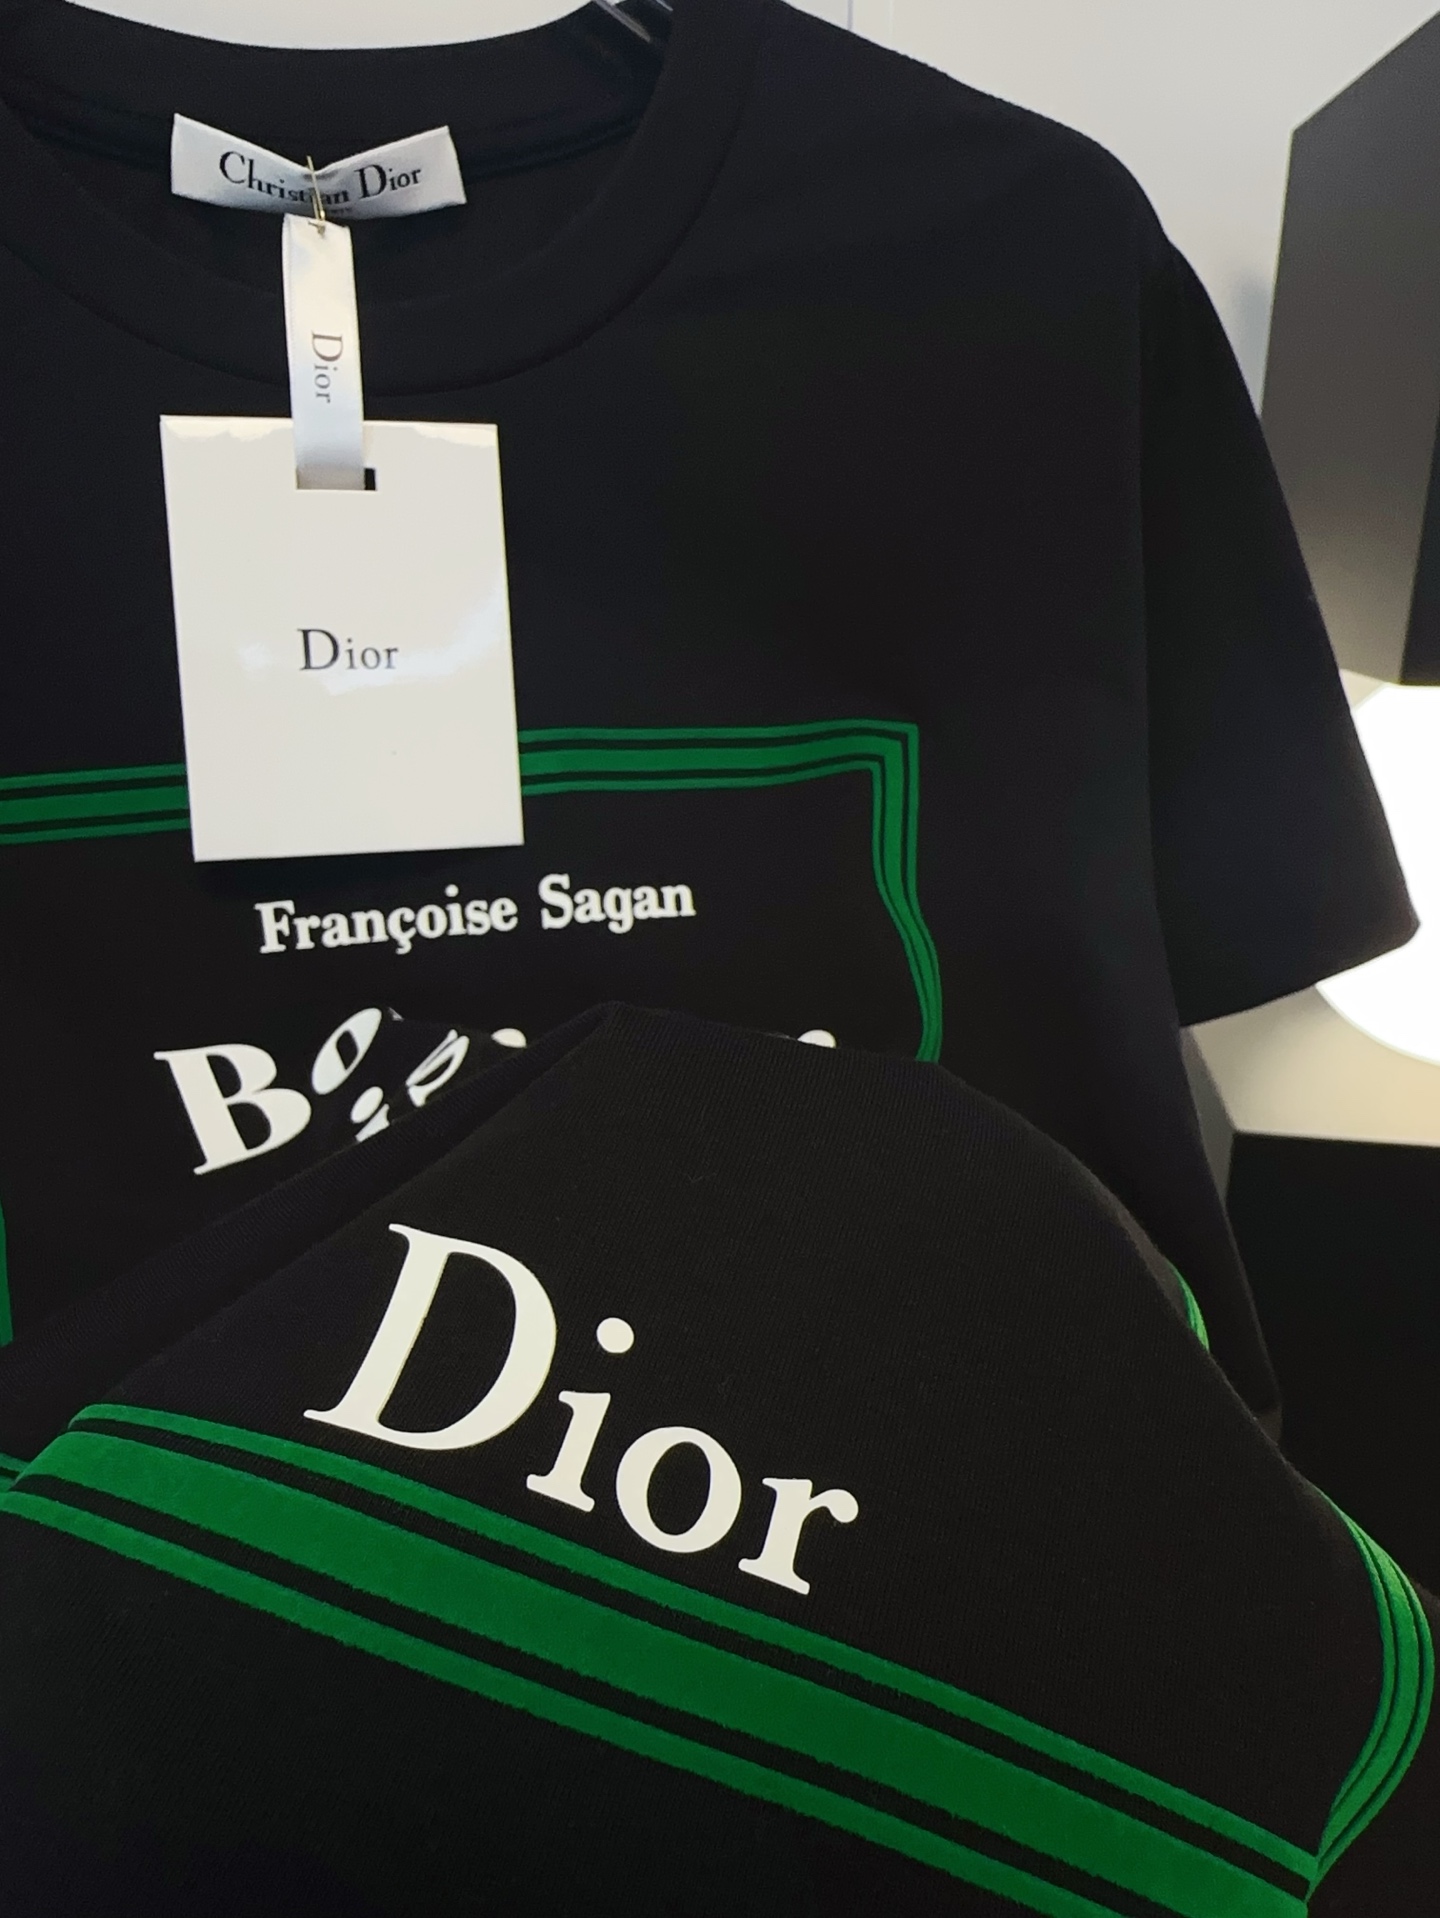 Christian Dior
Dior
Dior
Françoise Sagan
Dior